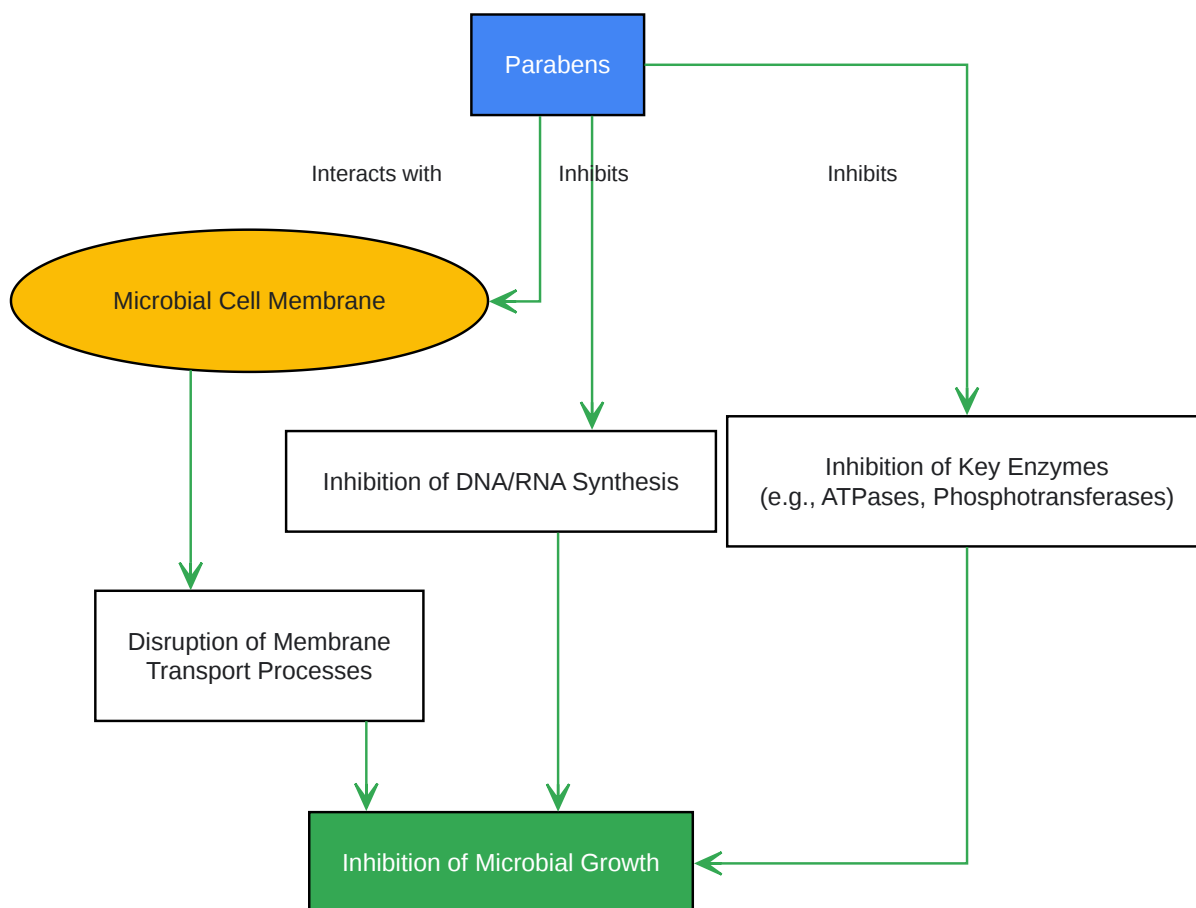 Parabens
Interacts with
Inhibits
Inhibits
Microbial Cell Membrane
Inhibition of DNA/RNA Synthesis
Inhibition of Key Enzymes
(e.g., ATPases, Phosphotransferases)
Disruption of Membrane
Transport Processes
Inhibition of Microbial Growth